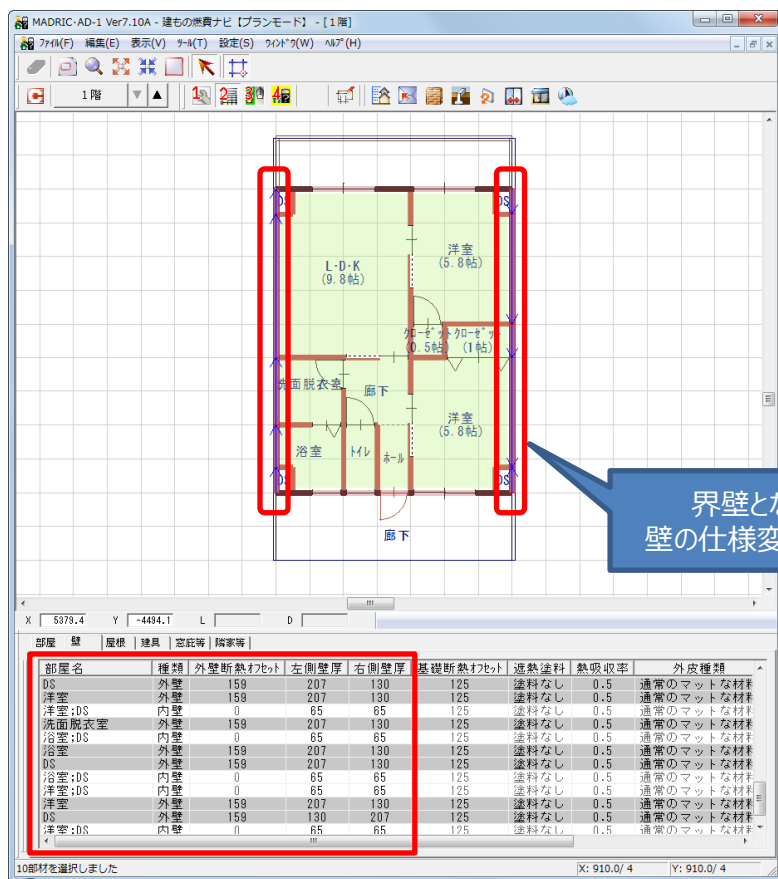 MADRIC-AD-1 Ver7.10A - 建もの燃費ナビ【プランモード】 - [1階]
ﾌｧｲﾙ(F) 編集(E) 表示(V) ﾂｰﾙ(T) 設定(S) ｳｨﾝﾄﾞｳ(W) ﾍﾙﾌﾟ(H)
1階
DS DS
洋室
(5.8帖)
L・D・K
(9.8帖)
ｸﾛｰｾﾞｯﾄ ｸﾛｰｾﾞｯﾄ
(0.5帖) (1帖)
洗面脱衣室
廊下
洋室
(5.8帖)
浴室 ﾄｲﾚ ﾎｰﾙ
DS DS
廊下
界壁とな
壁の仕様変
X 5379.4 Y -4494.1 L D
部屋 壁 屋根 建具 窓庇等 隣家等
部屋名 種類 外壁断熱ｵﾌｾｯﾄ 左側壁厚 右側壁厚 基礎断熱ｵﾌｾｯﾄ 遮熱塗料 熱吸収率 外皮種類
DS 外壁 159 207 130 125 塗料なし 0.5 通常のマットな材料
洋室 外壁 159 207 130 125 塗料なし 0.5 通常のマットな材料
洋室;DS 内壁 0 65 65 125 塗料なし 0.5 通常のマットな材料
洗面脱衣室 外壁 159 207 130 125 塗料なし 0.5 通常のマットな材料
浴室;DS 内壁 0 65 65 125 塗料なし 0.5 通常のマットな材料
浴室 外壁 159 207 130 125 塗料なし 0.5 通常のマットな材料
DS 外壁 159 207 130 125 塗料なし 0.5 通常のマットな材料
浴室;DS 内壁 0 65 65 125 塗料なし 0.5 通常のマットな材料
洋室;DS 内壁 0 65 65 125 塗料なし 0.5 通常のマットな材料
洋室 外壁 159 207 130 125 塗料なし 0.5 通常のマットな材料
DS 外壁 159 130 207 125 塗料なし 0.5 通常のマットな材料
洋室;DS 内壁 0 65 65 125 塗料なし 0.5 通常のマットな材料
10部材を選択しました X: 910.0/ 4 Y: 910.0/ 4